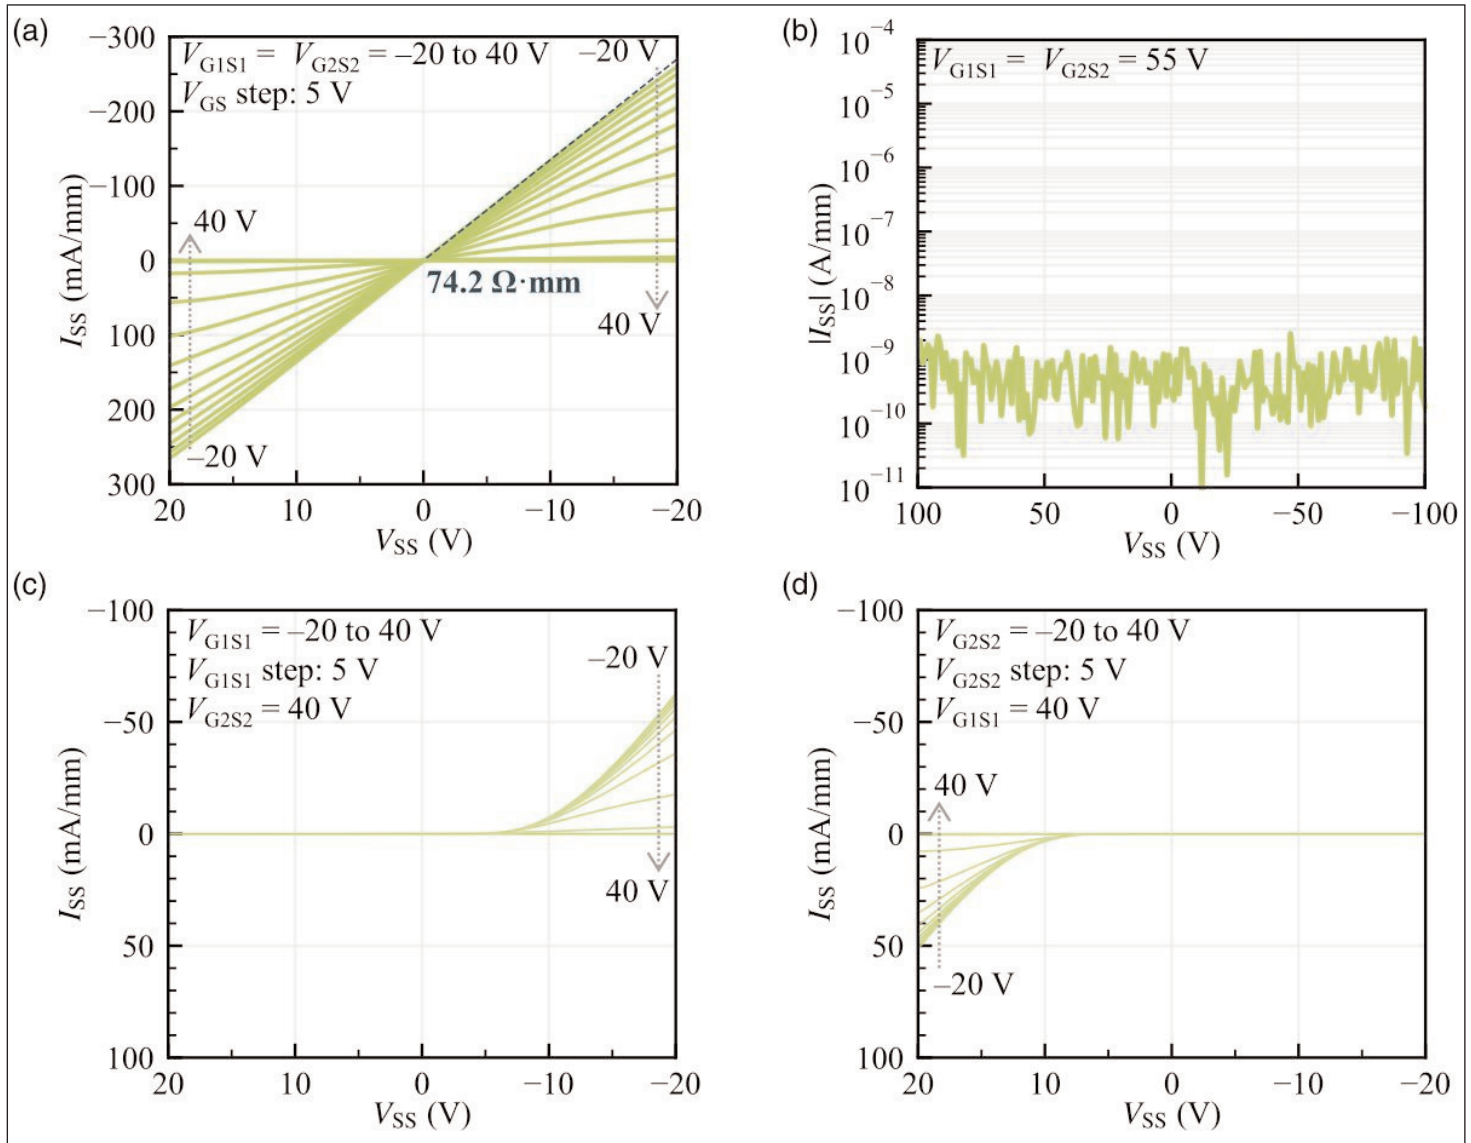 (a)
−300
−200
−100
0
100
200
300
I_SS (mA/mm)
V_G1S1 = V_G2S2 = –20 to 40 V
V_GS step: 5 V
–20 V
40 V
40 V
–20 V
74.2 Ω·mm
20
10
0
−10
−20
V_SS (V)
(b)
10^−4
10^−5
10^−6
10^−7
10^−8
10^−9
10^−10
10^−11
|I_SS| (A/mm)
V_G1S1 = V_G2S2 = 55 V
100
50
0
−50
−100
V_SS (V)
(c)
−100
−50
0
50
100
I_SS (mA/mm)
V_G1S1 = –20 to 40 V
V_G1S1 step: 5 V
V_G2S2 = 40 V
–20 V
40 V
20
10
0
−10
−20
V_SS (V)
(d)
−100
−50
0
50
100
I_SS (mA/mm)
V_G2S2 = –20 to 40 V
V_G2S2 step: 5 V
V_G1S1 = 40 V
40 V
–20 V
20
10
0
−10
−20
V_SS (V)